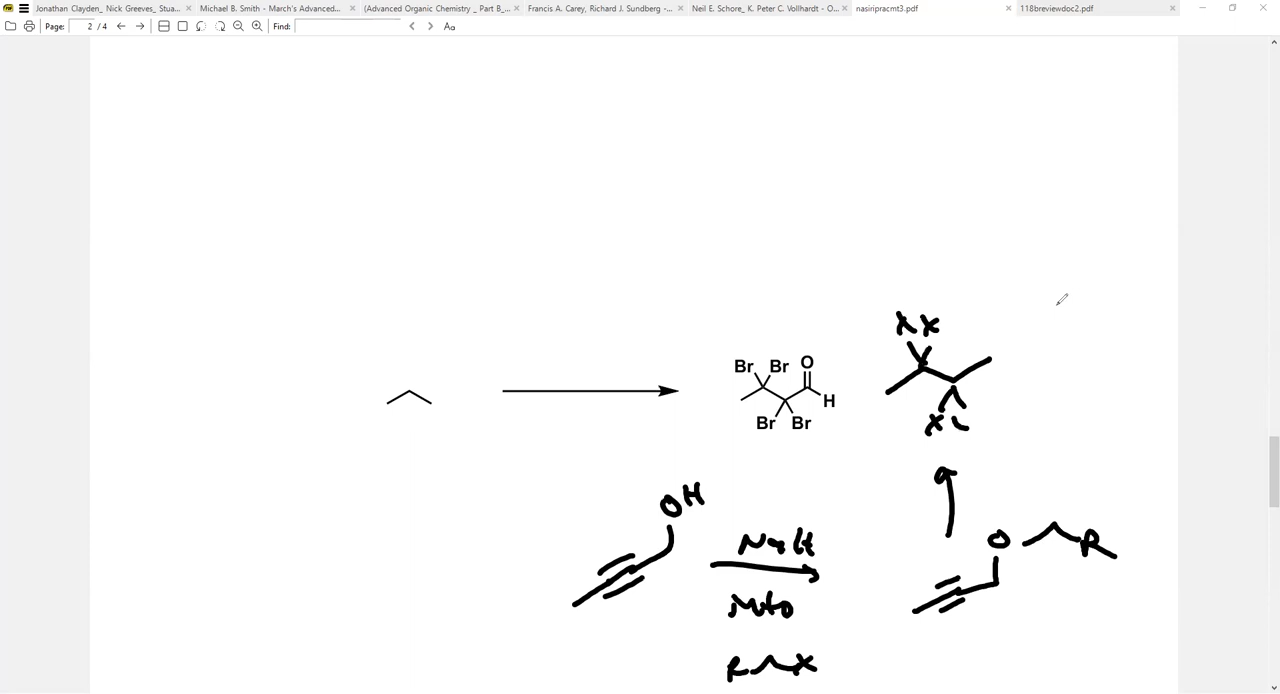 Jonathan Clayden_ Nick Greeves_ Stua...
Michael B. Smith - March's Advanced...
(Advanced Organic Chemistry _ Part B_...
Francis A. Carey, Richard J. Sundberg -...
Neil E. Schore_ K. Peter C. Vollhardt - O...
nasiripracmt3.pdf
118breviewdoc2.pdf
Page: 2 / 4
Find:
Aa
XX
Br Br O
H
Br Br
OH
NaH
O
R
R X